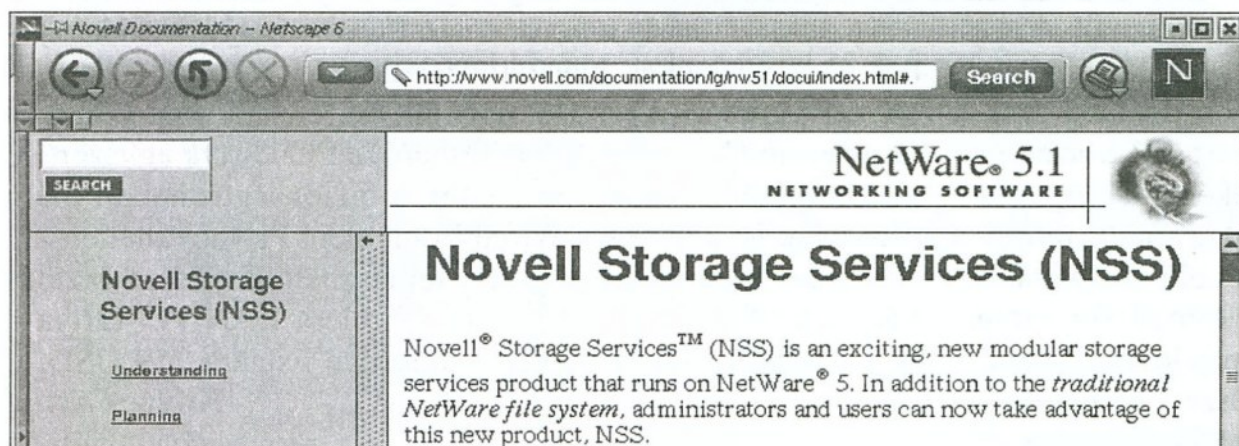 Novell Documentation - Netscape 6
http://www.novell.com/documentation/lg/nw51/docui/index.html#.
Search
N
SEARCH
NetWare® 5.1
NETWORKING SOFTWARE
Novell Storage
Services (NSS)
Understanding
Planning
Novell Storage Services (NSS)
Novell® Storage Services™ (NSS) is an exciting, new modular storage
services product that runs on NetWare® 5. In addition to the traditional
NetWare file system, administrators and users can now take advantage of
this new product, NSS.